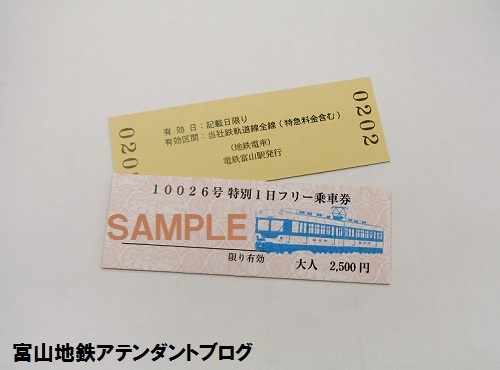 有効日：記載日限り
有効区間：当社鉄軌道線全線（特急料金含む）
（地鉄電車）
電鉄富山駅発行
0202
0202
10026号 特別1日フリー乗車券
SAMPLE
限り有効
大人 2,500円
富山地鉄アテンダントブログ